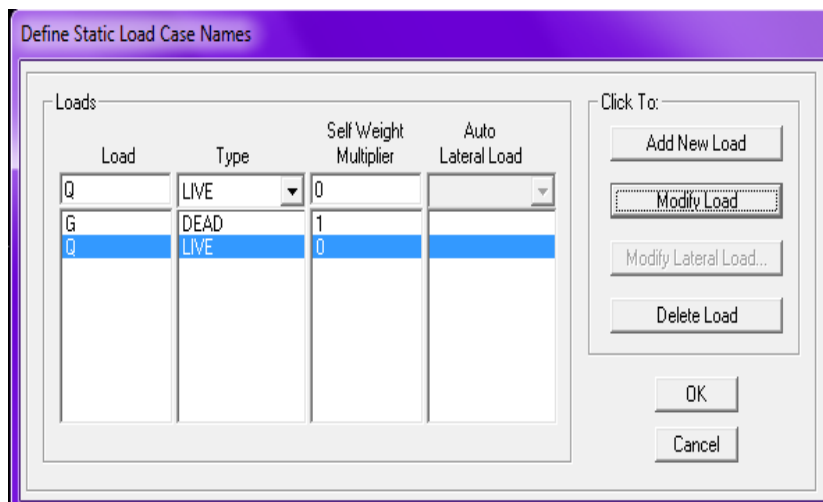 Define Static Load Case Names
Loads
Load Type Self Weight Multiplier Auto Lateral Load
Q LIVE 0
G DEAD 1
Q LIVE 0
Click To:
Add New Load
Modify Load
Modify Lateral Load...
Delete Load
OK
Cancel